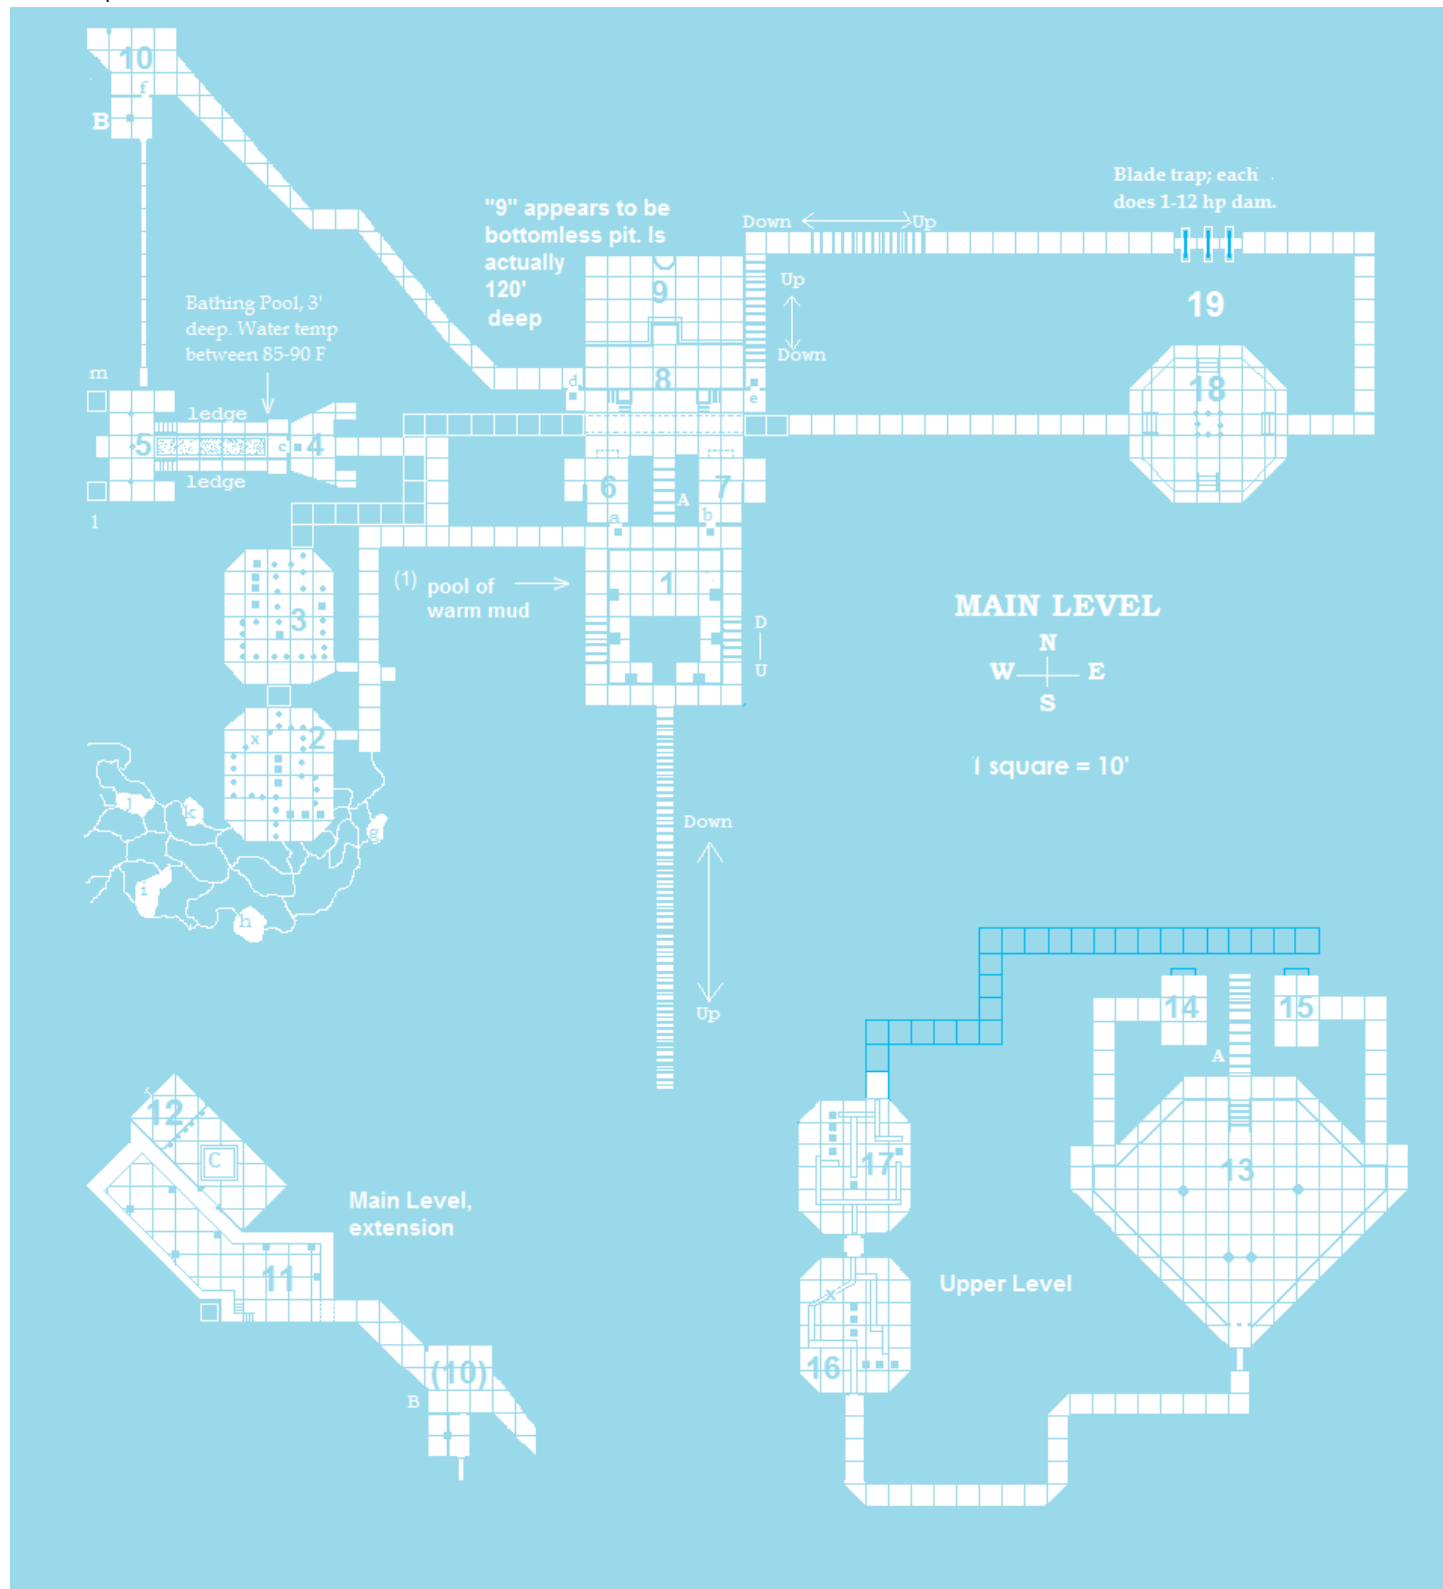 10
f
B
"9" appears to be
bottomless pit. Is
actually
120'
deep
Blade trap; each
does 1-12 hp dam.
Down
Up
9
Up
Down
19
Bathing Pool, 3'
deep. Water temp
between 85-90 F
m
d
8
e
18
ledge
5
c
4
ledge
l
6
7
A
a
b
3
(1)
pool of
warm mud
1
D
U
MAIN LEVEL
N
W
E
S
1 square = 10'
x
2
j
k
g
i
h
Down
Up
14
15
A
12
C
13
17
Main Level,
extension
11
Upper Level
x
16
(10)
B